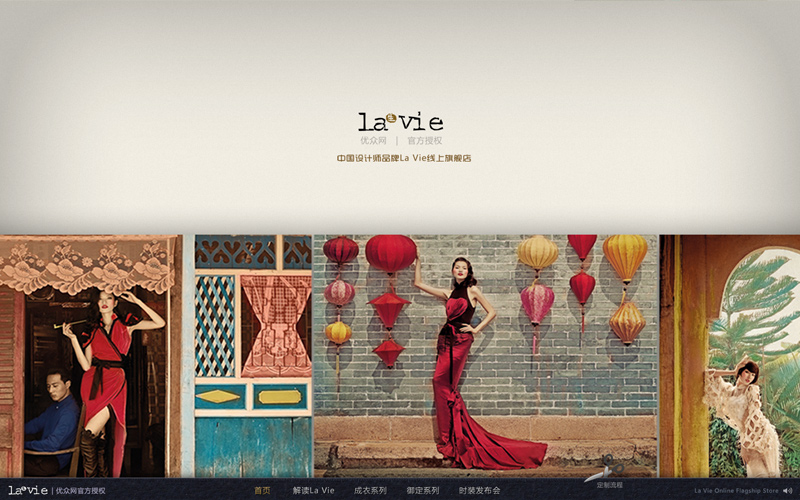 la vie
优众网 | 官方授权
中国设计师品牌La Vie线上旗舰店
定制流程
la vie | 优众网官方授权 首页 解读La Vie 成衣系列 御定系列 时装发布会 La Vie Online Flagship Store